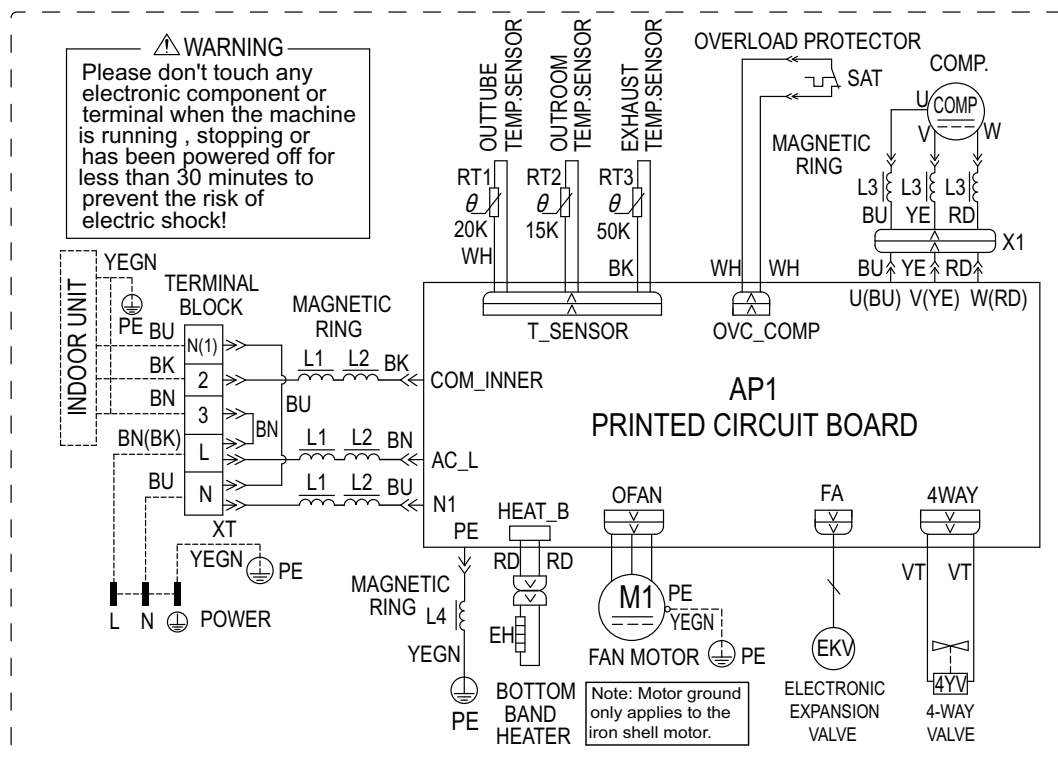 ⚠ WARNING
Please don't touch any
electronic component or
terminal when the machine
is running , stopping or
has been powered off for
less than 30 minutes to
prevent the risk of
electric shock!
OUTTUBE
TEMP.SENSOR
OUTROOM
TEMP.SENSOR
EXHAUST
TEMP.SENSOR
RT1
θ
20K
WH
RT2
θ
15K
RT3
θ
50K
BK
OVERLOAD PROTECTOR
SAT
WH
WH
COMP.
COMP
U
V
W
MAGNETIC
RING
L3
L3
L3
BU
YE
RD
X1
BU
YE
RD
U(BU)
V(YE)
W(RD)
T_SENSOR
OVC_COMP
INDOOR UNIT
YEGN
PE
TERMINAL
BLOCK
BU
N(1)
BK
2
BN
3
BN(BK)
L
BU
N
XT
BU
BN
MAGNETIC
RING
L1
L2
BK
COM_INNER
L1
L2
BN
AC_L
L1
L2
BU
N1
AP1
PRINTED CIRCUIT BOARD
YEGN
PE
L
N
POWER
PE
MAGNETIC
RING
L4
YEGN
PE
HEAT_B
RD
RD
EH
BOTTOM
BAND
HEATER
OFAN
M1
PE
YEGN
FAN MOTOR
PE
Note: Motor ground
only applies to the
iron shell motor.
FA
EKV
ELECTRONIC
EXPANSION
VALVE
4WAY
VT
VT
4YV
4-WAY
VALVE